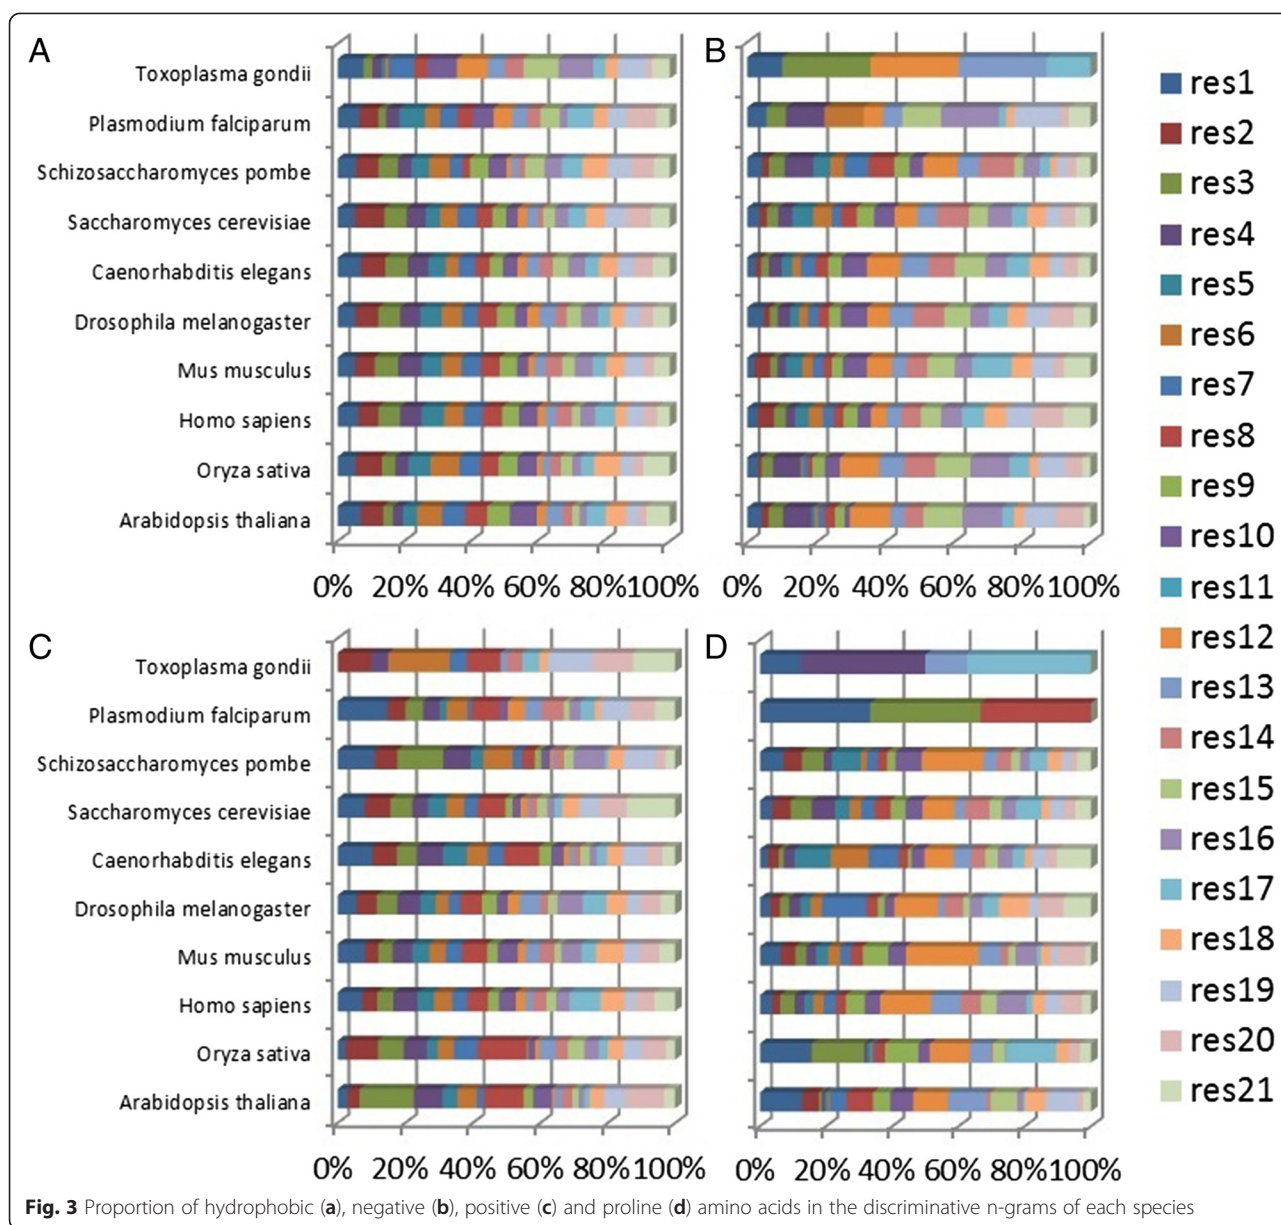 A
Toxoplasma gondii
Plasmodium falciparum
Schizosaccharomyces pombe
Saccharomyces cerevisiae
Caenorhabditis elegans
Drosophila melanogaster
Mus musculus
Homo sapiens
Oryza sativa
Arabidopsis thaliana
0% 20% 40% 60% 80% 100%
B
0% 20% 40% 60% 80% 100%
C
Toxoplasma gondii
Plasmodium falciparum
Schizosaccharomyces pombe
Saccharomyces cerevisiae
Caenorhabditis elegans
Drosophila melanogaster
Mus musculus
Homo sapiens
Oryza sativa
Arabidopsis thaliana
0% 20% 40% 60% 80% 100%
D
0% 20% 40% 60% 80% 100%
res1
res2
res3
res4
res5
res6
res7
res8
res9
res10
res11
res12
res13
res14
res15
res16
res17
res18
res19
res20
res21
Fig. 3 Proportion of hydrophobic (a), negative (b), positive (c) and proline (d) amino acids in the discriminative n-grams of each species